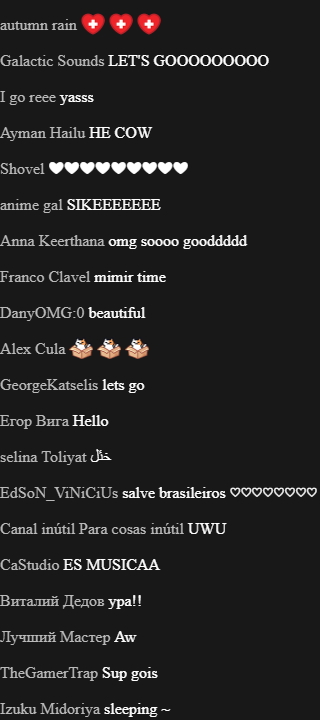 autumn rain
Galactic Sounds LET'S GOOOOOOOOO
I go reee yasss
Ayman Hailu HE COW
Shovel 🤍🤍🤍🤍🤍🤍🤍🤍🤍
anime gal SIKEEEEEEE
Anna Keerthana omg soooo gooddddd
Franco Clavel mimir time
DanyOMG:0 beautiful
Alex Cula
GeorgeKatselis lets go
Егор Вига Hello
selina Toliyat
EdSoN_ViNiCiUs salve brasileiros ♡♡♡♡♡♡♡♡
Canal inútil Para cosas inútil UWU
CaStudio ES MUSICAA
Виталий Дедов ура!!
Лучший Мастер Aw
TheGamerTrap Sup gois
Izuku Midoriya sleeping ~